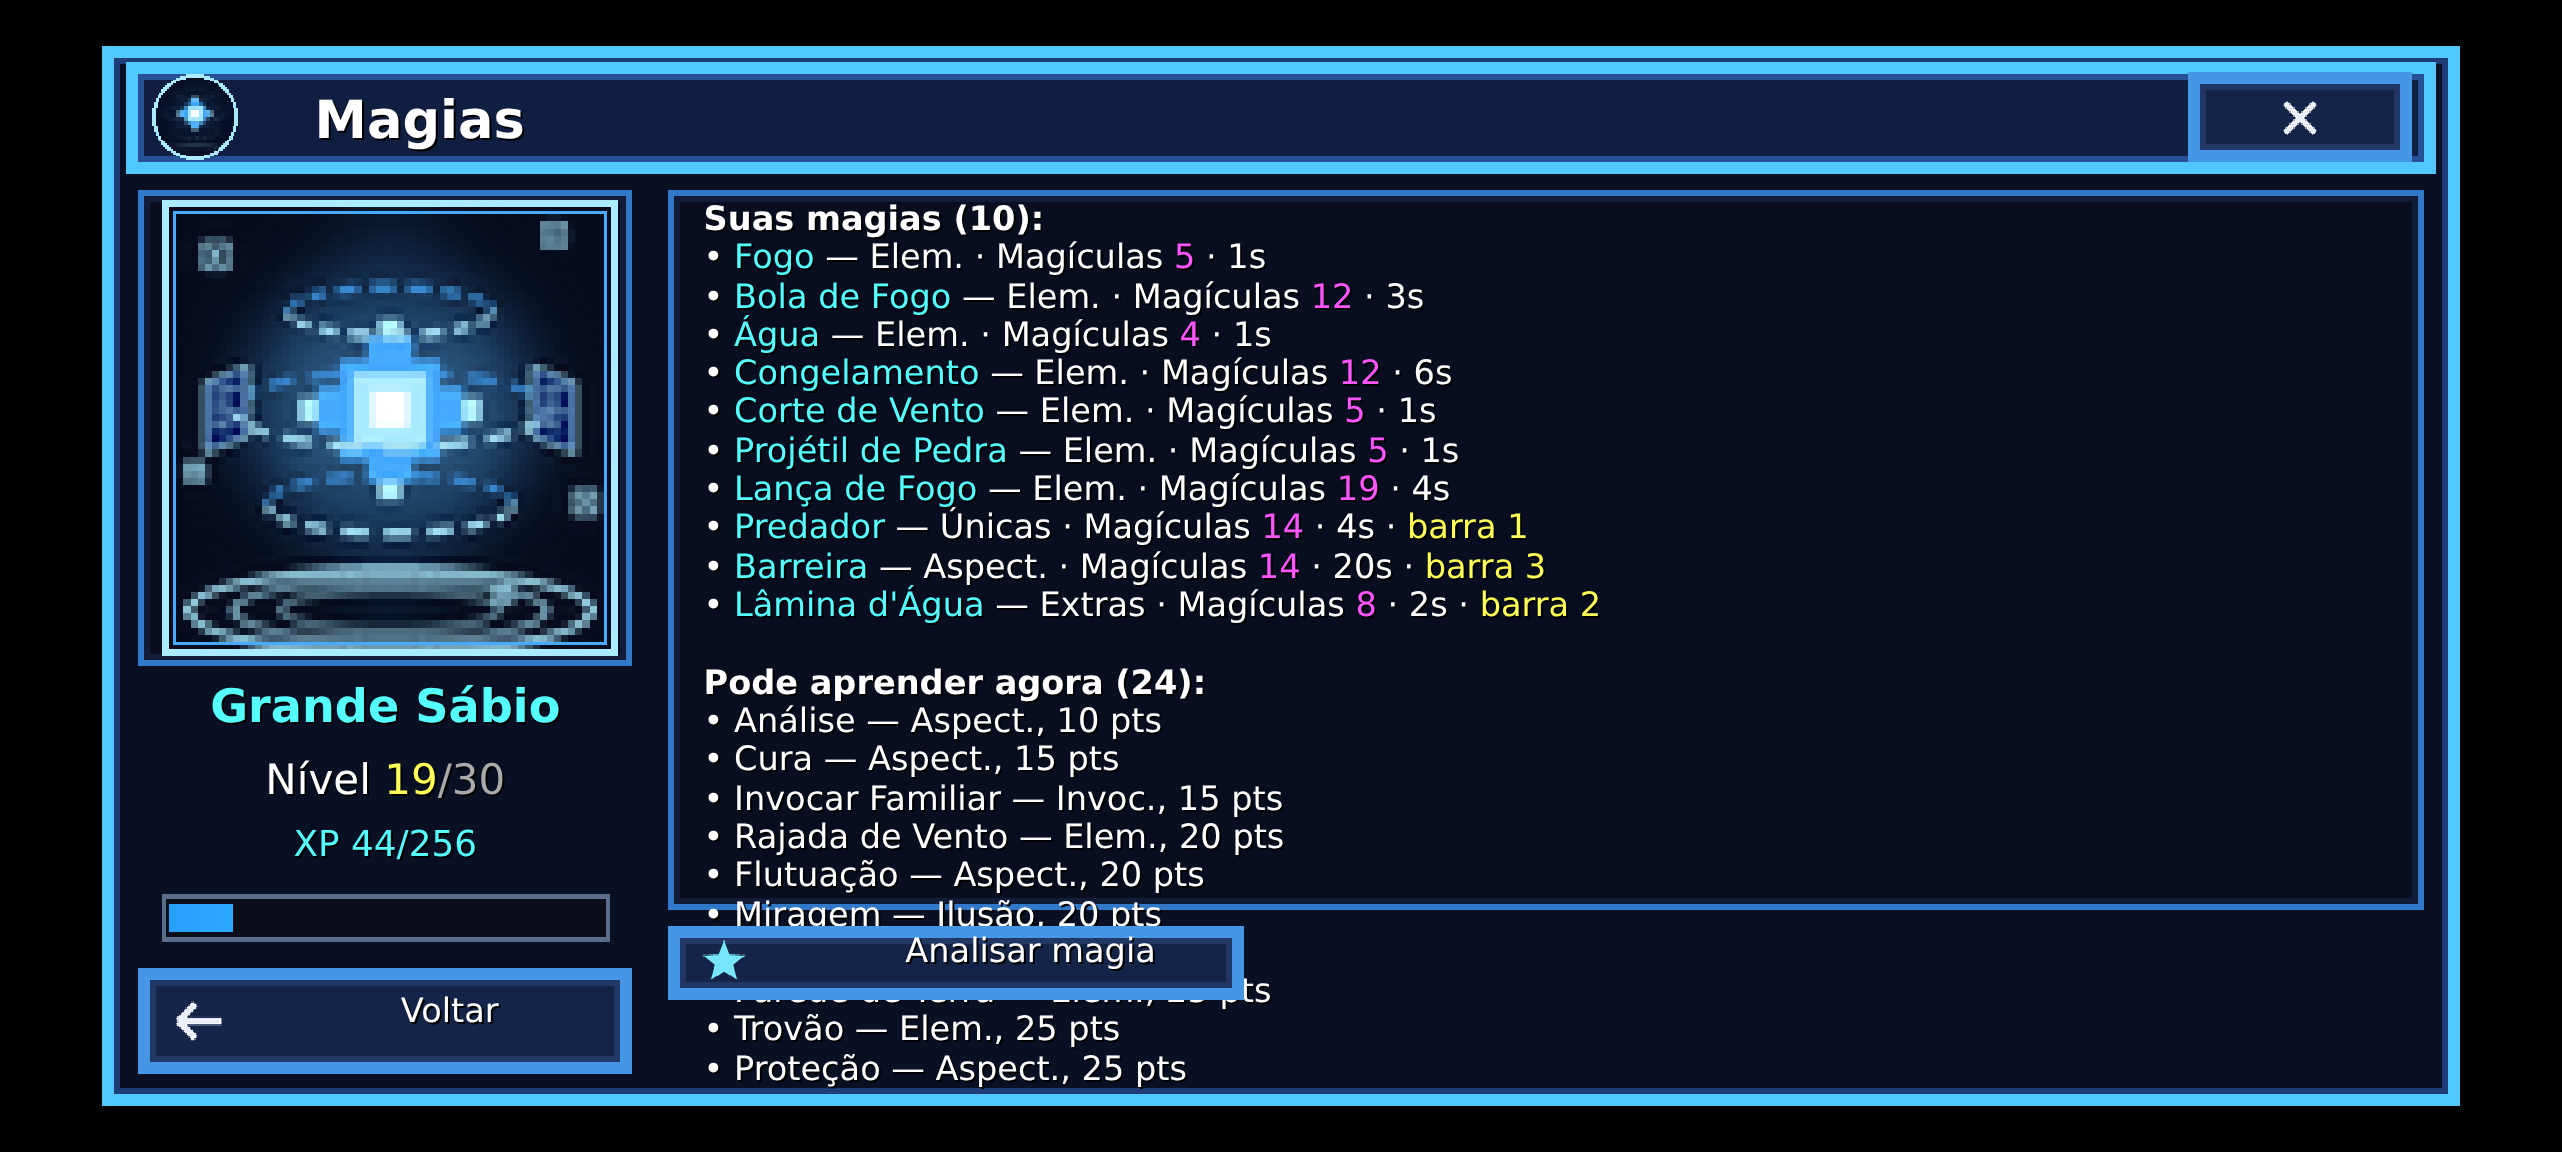 Magias
Grande Sábio
Nível 19/30
XP 44/256
Voltar
Suas magias (10):
• Fogo — Elem. · Magículas 5 · 1s
• Bola de Fogo — Elem. · Magículas 12 · 3s
• Água — Elem. · Magículas 4 · 1s
• Congelamento — Elem. · Magículas 12 · 6s
• Corte de Vento — Elem. · Magículas 5 · 1s
• Projétil de Pedra — Elem. · Magículas 5 · 1s
• Lança de Fogo — Elem. · Magículas 19 · 4s
• Predador — Únicas · Magículas 14 · 4s · barra 1
• Barreira — Aspect. · Magículas 14 · 20s · barra 3
• Lâmina d'Água — Extras · Magículas 8 · 2s · barra 2
Pode aprender agora (24):
• Análise — Aspect., 10 pts
• Cura — Aspect., 15 pts
• Invocar Familiar — Invoc., 15 pts
• Rajada de Vento — Elem., 20 pts
• Flutuação — Aspect., 20 pts
• Miragem — Ilusão, 20 pts
Analisar magia
pts
• Trovão — Elem., 25 pts
• Proteção — Aspect., 25 pts